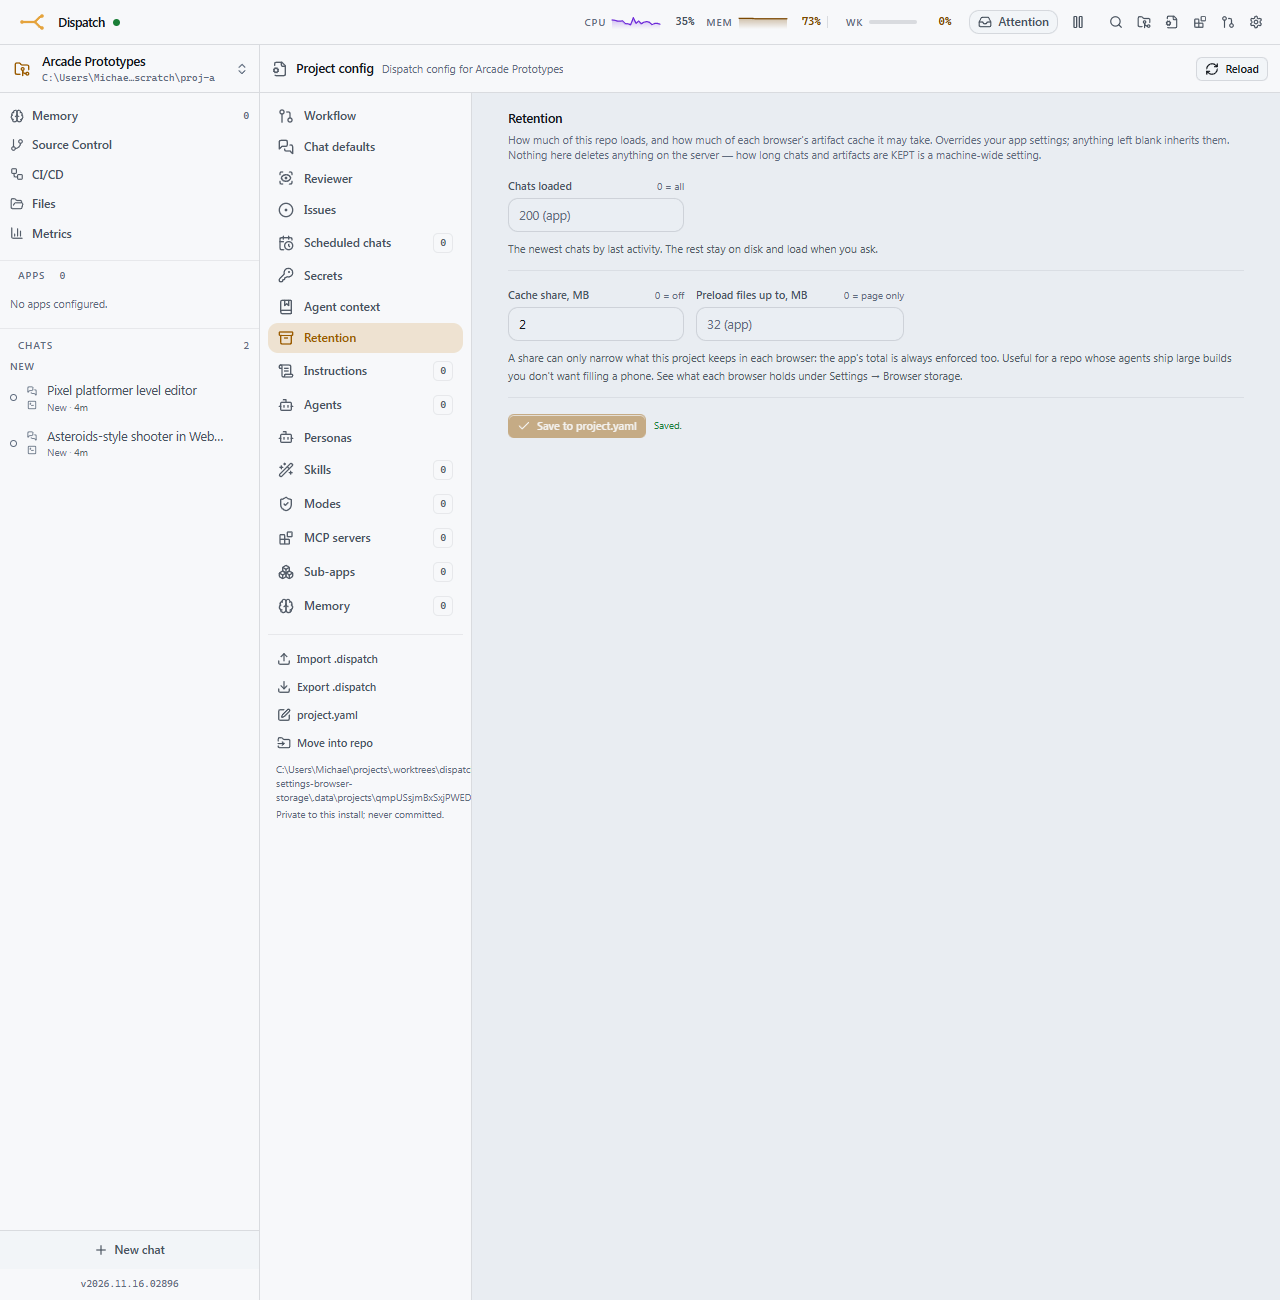 Dispatch
CPU 35% MEM 73% WK 0% Attention
Arcade Prototypes
C:\Users\Michae…scratch\proj-a
Project config Dispatch config for Arcade Prototypes
Reload
Memory 0
Source Control
CI/CD
Files
Metrics
APPS 0
No apps configured.
CHATS 2
NEW
Pixel platformer level editor
New · 4m
Asteroids-style shooter in Web…
New · 4m
New chat
v2026.11.16.02896
Workflow
Chat defaults
Reviewer
Issues
Scheduled chats 0
Secrets
Agent context
Retention
Instructions 0
Agents 0
Personas
Skills 0
Modes 0
MCP servers 0
Sub-apps 0
Memory 0
Import .dispatch
Export .dispatch
project.yaml
Move into repo
C:\Users\Michael\projects\.worktrees\dispatc
settings-browser-
storage\.data\projects\qmpUSsjmBxSxjPWED
Private to this install; never committed.
Retention
How much of this repo loads, and how much of each browser's artifact cache it may take. Overrides your app settings; anything left blank inherits them.
Nothing here deletes anything on the server — how long chats and artifacts are KEPT is a machine-wide setting.
Chats loaded 0 = all
200 (app)
The newest chats by last activity. The rest stay on disk and load when you ask.
Cache share, MB 0 = off Preload files up to, MB 0 = page only
2 32 (app)
A share can only narrow what this project keeps in each browser: the app's total is always enforced too. Useful for a repo whose agents ship large builds
you don't want filling a phone. See what each browser holds under Settings → Browser storage.
Save to project.yaml Saved.